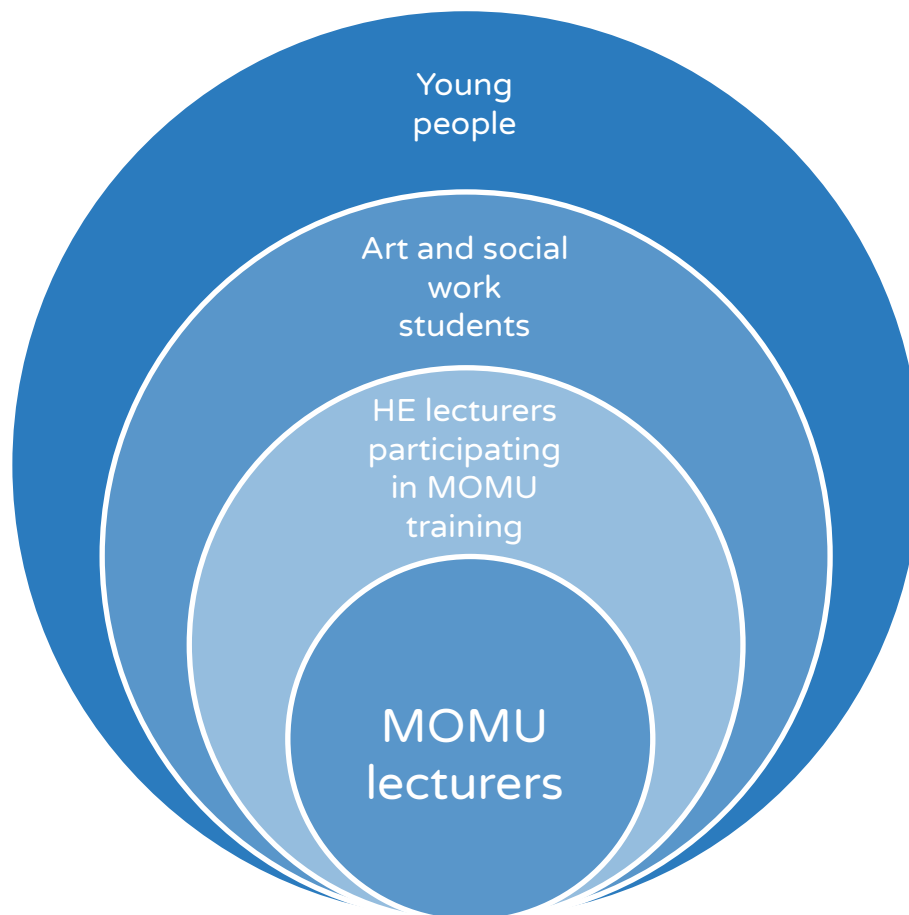 Young
people
Art and social
work
students
HE lecturers
participating
in MOMU
training
MOMU
lecturers